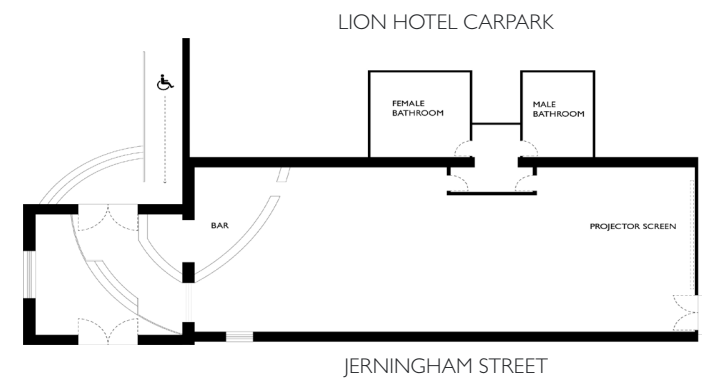 LION HOTEL CARPARK
FEMALE
BATHROOM
MALE
BATHROOM
BAR
PROJECTOR SCREEN
JERNINGHAM STREET